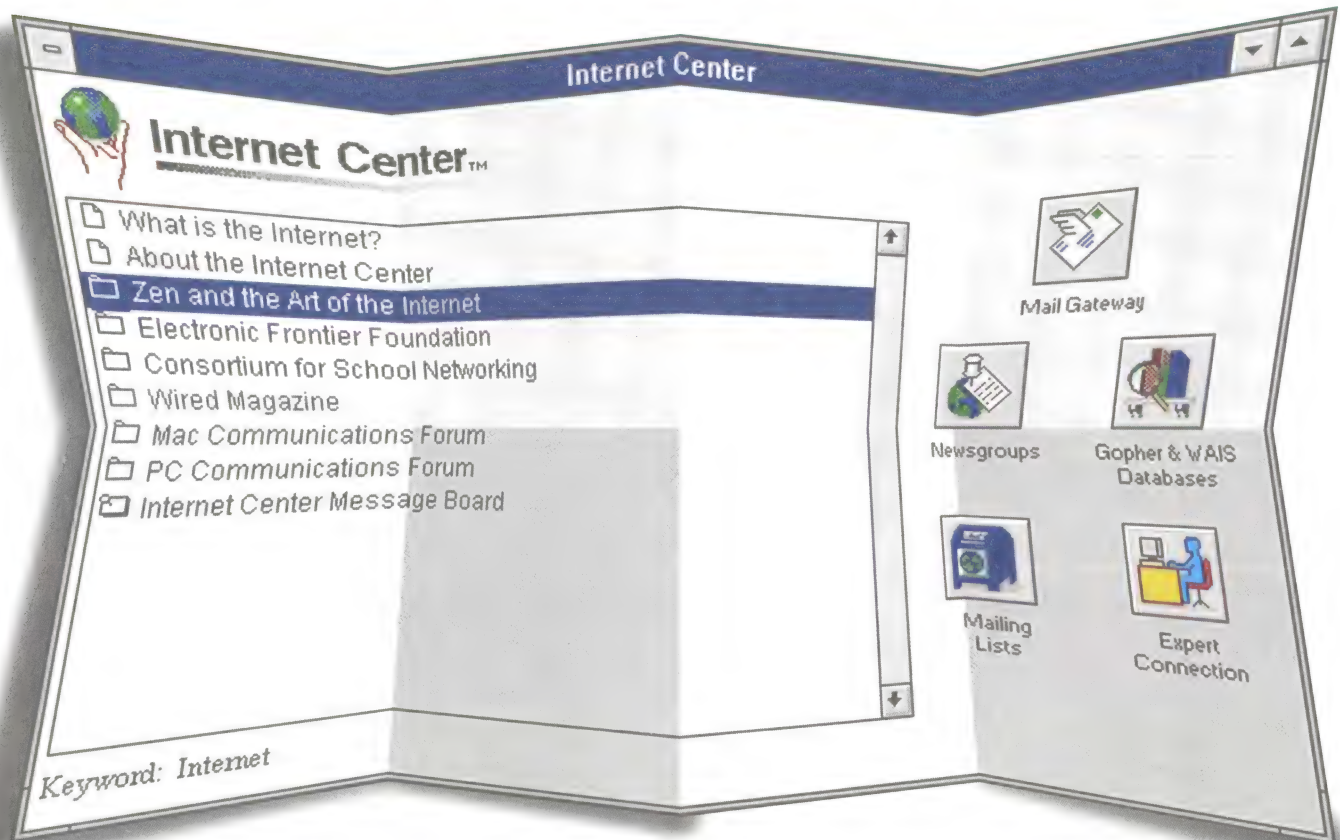 Internet Center
Internet Center™
What is the Internet?
About the Internet Center
Zen and the Art of the Internet
Electronic Frontier Foundation
Consortium for School Networking
Wired Magazine
Mac Communications Forum
PC Communications Forum
Internet Center Message Board
Mail Gateway
Newsgroups
Gopher & WAIS
Databases
Mailing
Lists
Expert
Connection
Keyword: Internet